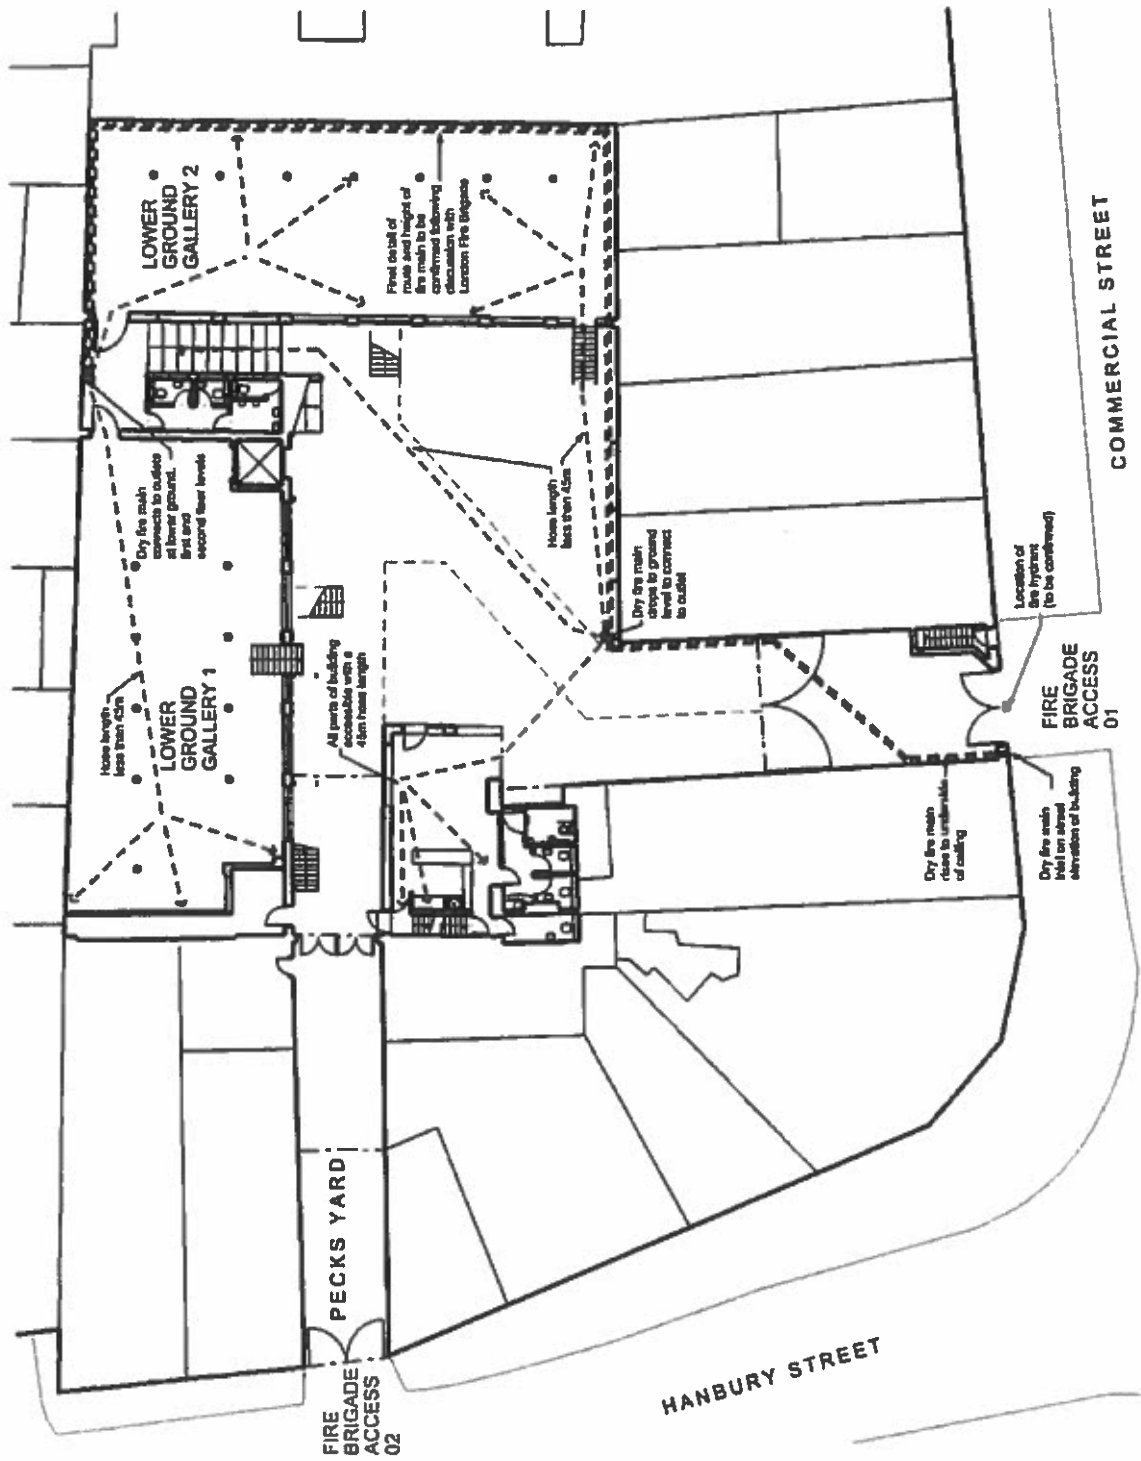 LOWER
GROUND
GALLERY 2
Final detail of
route and height of
fire main to be
confirmed following
discussion with
London Fire Brigade
Dry fire main
connects to outlets
at lower ground,
first and
second floor levels
Hose length
less than 45m
LOWER
GROUND
GALLERY 1
Hose length
less than 45m
All parts of building
accessible with a
45m hose length
Dry fire main
drops to ground
level to connect
to outlet
Location of
fire hydrant
(to be confirmed)
COMMERCIAL STREET
FIRE
BRIGADE
ACCESS
01
Dry fire main
rises to underside
of ceiling
Dry fire main
inlet on street
elevation of building
PECKS YARD
FIRE
BRIGADE
ACCESS
02
HANBURY STREET